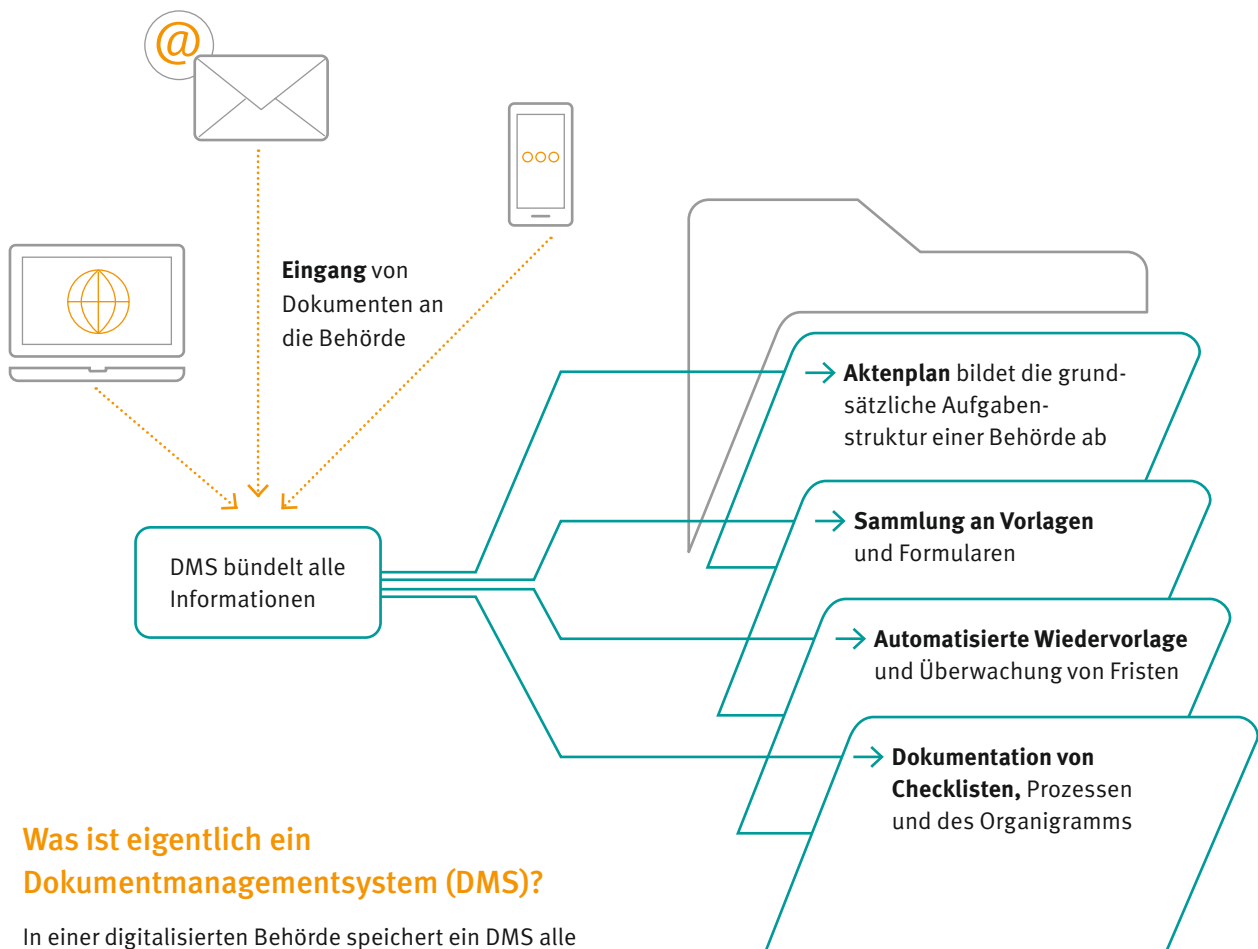 @
Eingang von
Dokumenten an
die Behörde
DMS bündelt alle
Informationen
Aktenplan bildet die grund-
sätzliche Aufgaben-
struktur einer Behörde ab
Sammlung an Vorlagen
und Formularen
Automatisierte Wiedervorlage
und Überwachung von Fristen
Dokumentation von
Checklisten, Prozessen
und des Organigramms
Was ist eigentlich ein
Dokumentmanagementsystem (DMS)?
In einer digitalisierten Behörde speichert ein DMS alle